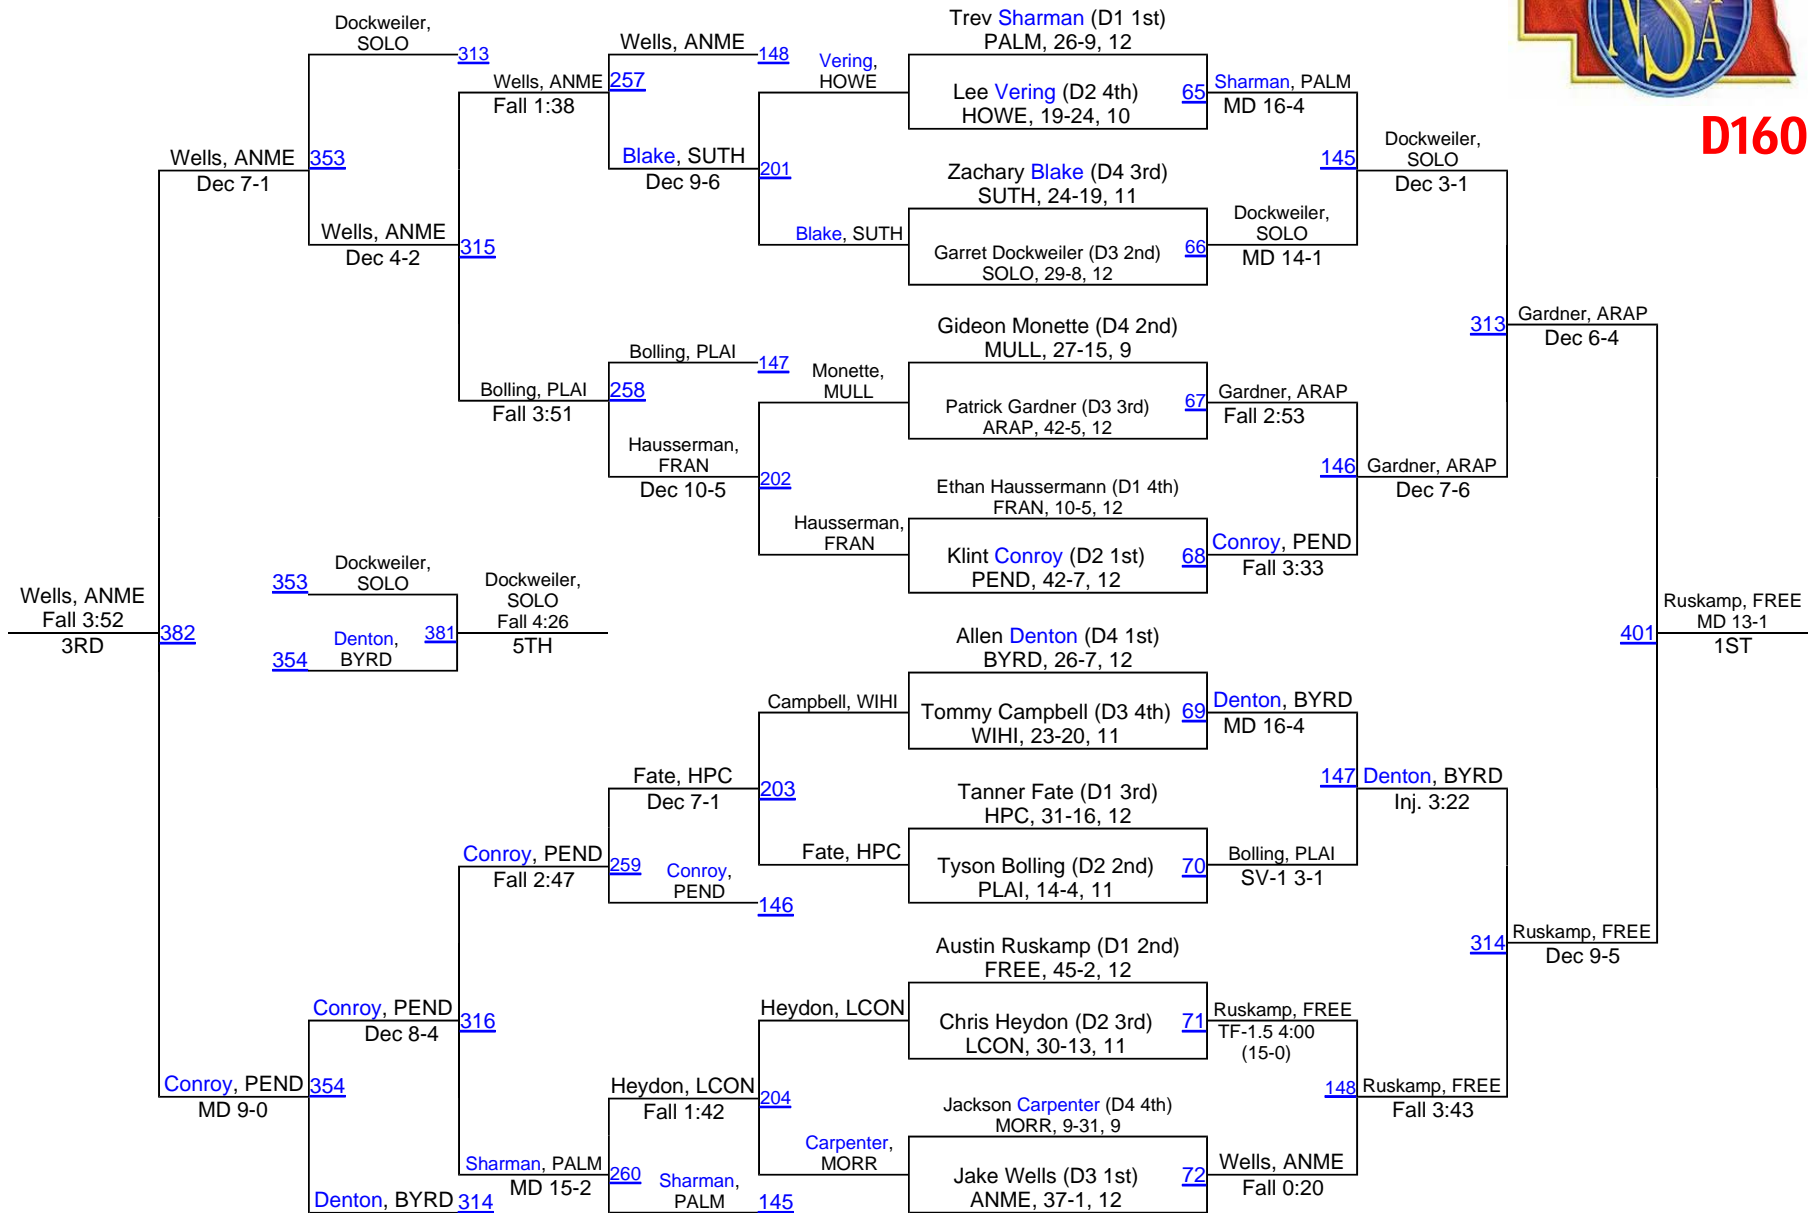 NSAA
D160
Trev Sharman (D1 1st)
PALM, 26-9, 12
Lee Vering (D2 4th)
HOWE, 19-24, 10
65
Zachary Blake (D4 3rd)
SUTH, 24-19, 11
Garret Dockweiler (D3 2nd)
SOLO, 29-8, 12
66
Gideon Monette (D4 2nd)
MULL, 27-15, 9
Patrick Gardner (D3 3rd)
ARAP, 42-5, 12
67
Ethan Haussermann (D1 4th)
FRAN, 10-5, 12
Klint Conroy (D2 1st)
PEND, 42-7, 12
68
Allen Denton (D4 1st)
BYRD, 26-7, 12
Tommy Campbell (D3 4th)
WIHI, 23-20, 11
69
Tanner Fate (D1 3rd)
HPC, 31-16, 12
Tyson Bolling (D2 2nd)
PLAI, 14-4, 11
70
Austin Ruskamp (D1 2nd)
FREE, 45-2, 12
Chris Heydon (D2 3rd)
LCON, 30-13, 11
71
Jackson Carpenter (D4 4th)
MORR, 9-31, 9
Jake Wells (D3 1st)
ANME, 37-1, 12
72
Sharman, PALM
MD 16-4
145
Dockweiler,
SOLO
MD 14-1
Gardner, ARAP
Fall 2:53
146
Conroy, PEND
Fall 3:33
Denton, BYRD
MD 16-4
147
Bolling, PLAI
SV-1 3-1
Ruskamp, FREE
TF-1.5 4:00
(15-0)
148
Wells, ANME
Fall 0:20
Dockweiler,
SOLO
Dec 3-1
313
Gardner, ARAP
Dec 7-6
Denton, BYRD
Inj. 3:22
314
Ruskamp, FREE
Fall 3:43
Gardner, ARAP
Dec 6-4
401
Ruskamp, FREE
Dec 9-5
Ruskamp, FREE
MD 13-1
1ST
Vering,
HOWE
201
Blake, SUTH
Monette,
MULL
202
Hausserman,
FRAN
Campbell, WIHI
203
Fate, HPC
Heydon, LCON
204
Carpenter,
MORR
Wells, ANME
148
257
Blake, SUTH
Dec 9-6
Bolling, PLAI
147
258
Hausserman,
FRAN
Dec 10-5
Fate, HPC
Dec 7-1
259
Conroy,
PEND
146
Heydon, LCON
Fall 1:42
260
Sharman,
PALM
145
Wells, ANME
Fall 1:38
315
Bolling, PLAI
Fall 3:51
Conroy, PEND
Fall 2:47
316
Sharman, PALM
MD 15-2
Dockweiler,
SOLO
313
353
Wells, ANME
Dec 4-2
Conroy, PEND
Dec 8-4
354
Denton, BYRD
314
Wells, ANME
Dec 7-1
382
Conroy, PEND
MD 9-0
Wells, ANME
Fall 3:52
3RD
353
Dockweiler,
SOLO
354
Denton,
BYRD
381
Dockweiler,
SOLO
Fall 4:26
5TH